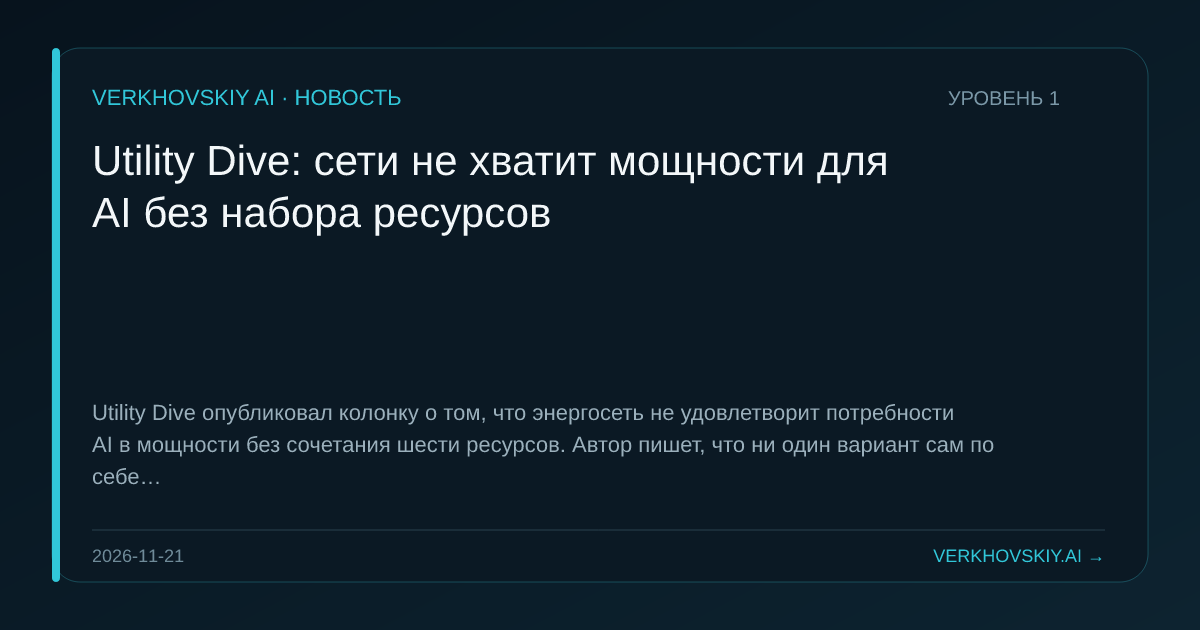 VERKHOVSKIY AI · НОВОСТЬ
УРОВЕНЬ 1
Utility Dive: сети не хватит мощности для
AI без набора ресурсов
Utility Dive опубликовал колонку о том, что энергосеть не удовлетворит потребности
AI в мощности без сочетания шести ресурсов. Автор пишет, что ни один вариант сам по
себе…
2026-11-21
VERKHOVSKIY.AI →